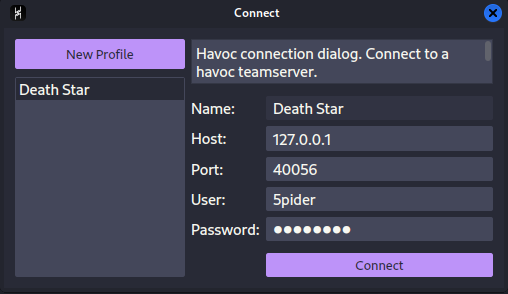 Connect
New Profile
Death Star
Havoc connection dialog. Connect to a
havoc teamserver.
Name: Death Star
Host: 127.0.0.1
Port: 40056
User: 5pider
Password: ●●●●●●●●
Connect